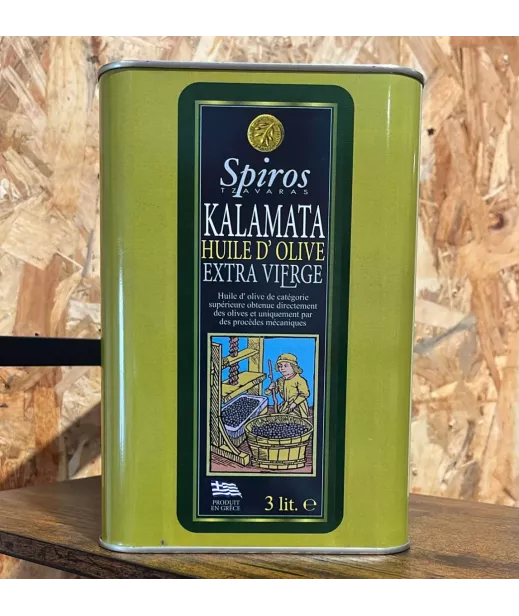 Spiros
TZAVARAS
KALAMATA
HUILE D' OLIVE
EXTRA VIERGE
Huile d' olive de catégorie
supérieure obtenue directement
des olives et uniquement par
des procèdes mécaniques
PRODUIT
EN GRÈCE
3 lit. e